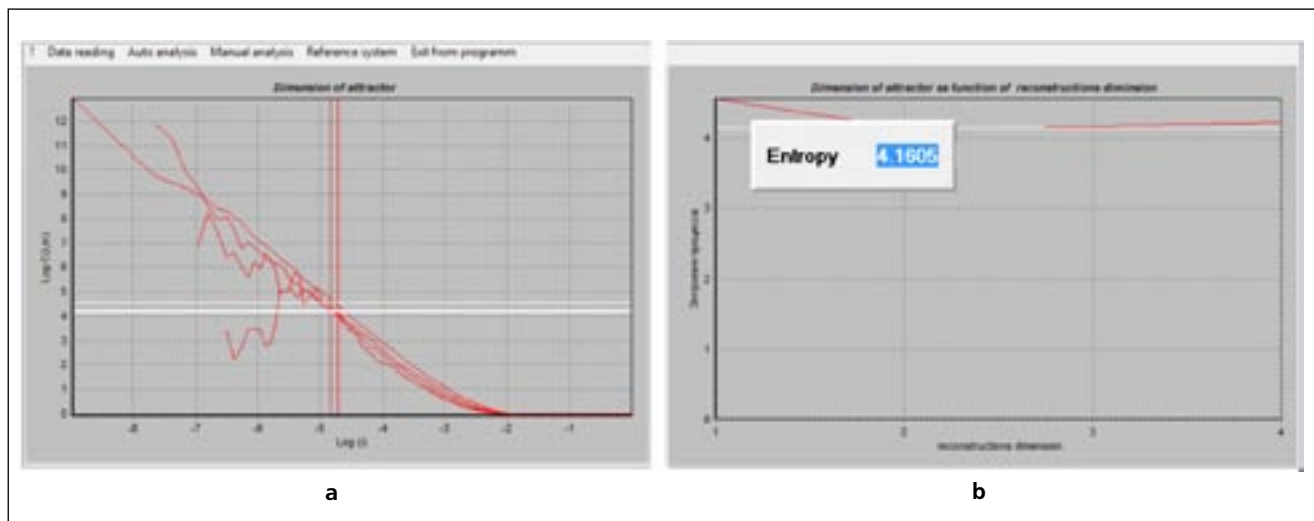 ? Data reading Auto analysis Manual analysis Reference system Exit from programm
Dimension of attractor
12
11
10
9
8
7
6
5
4
3
2
1
0
-8 -7 -6 -5 -4 -3 -2 -1
Log
a
Dimension of attractor as function of reconstructions diminsion
Entropy 4.1605
4
3
2
1
0
1 2 3 4
reconstructions dimension
b